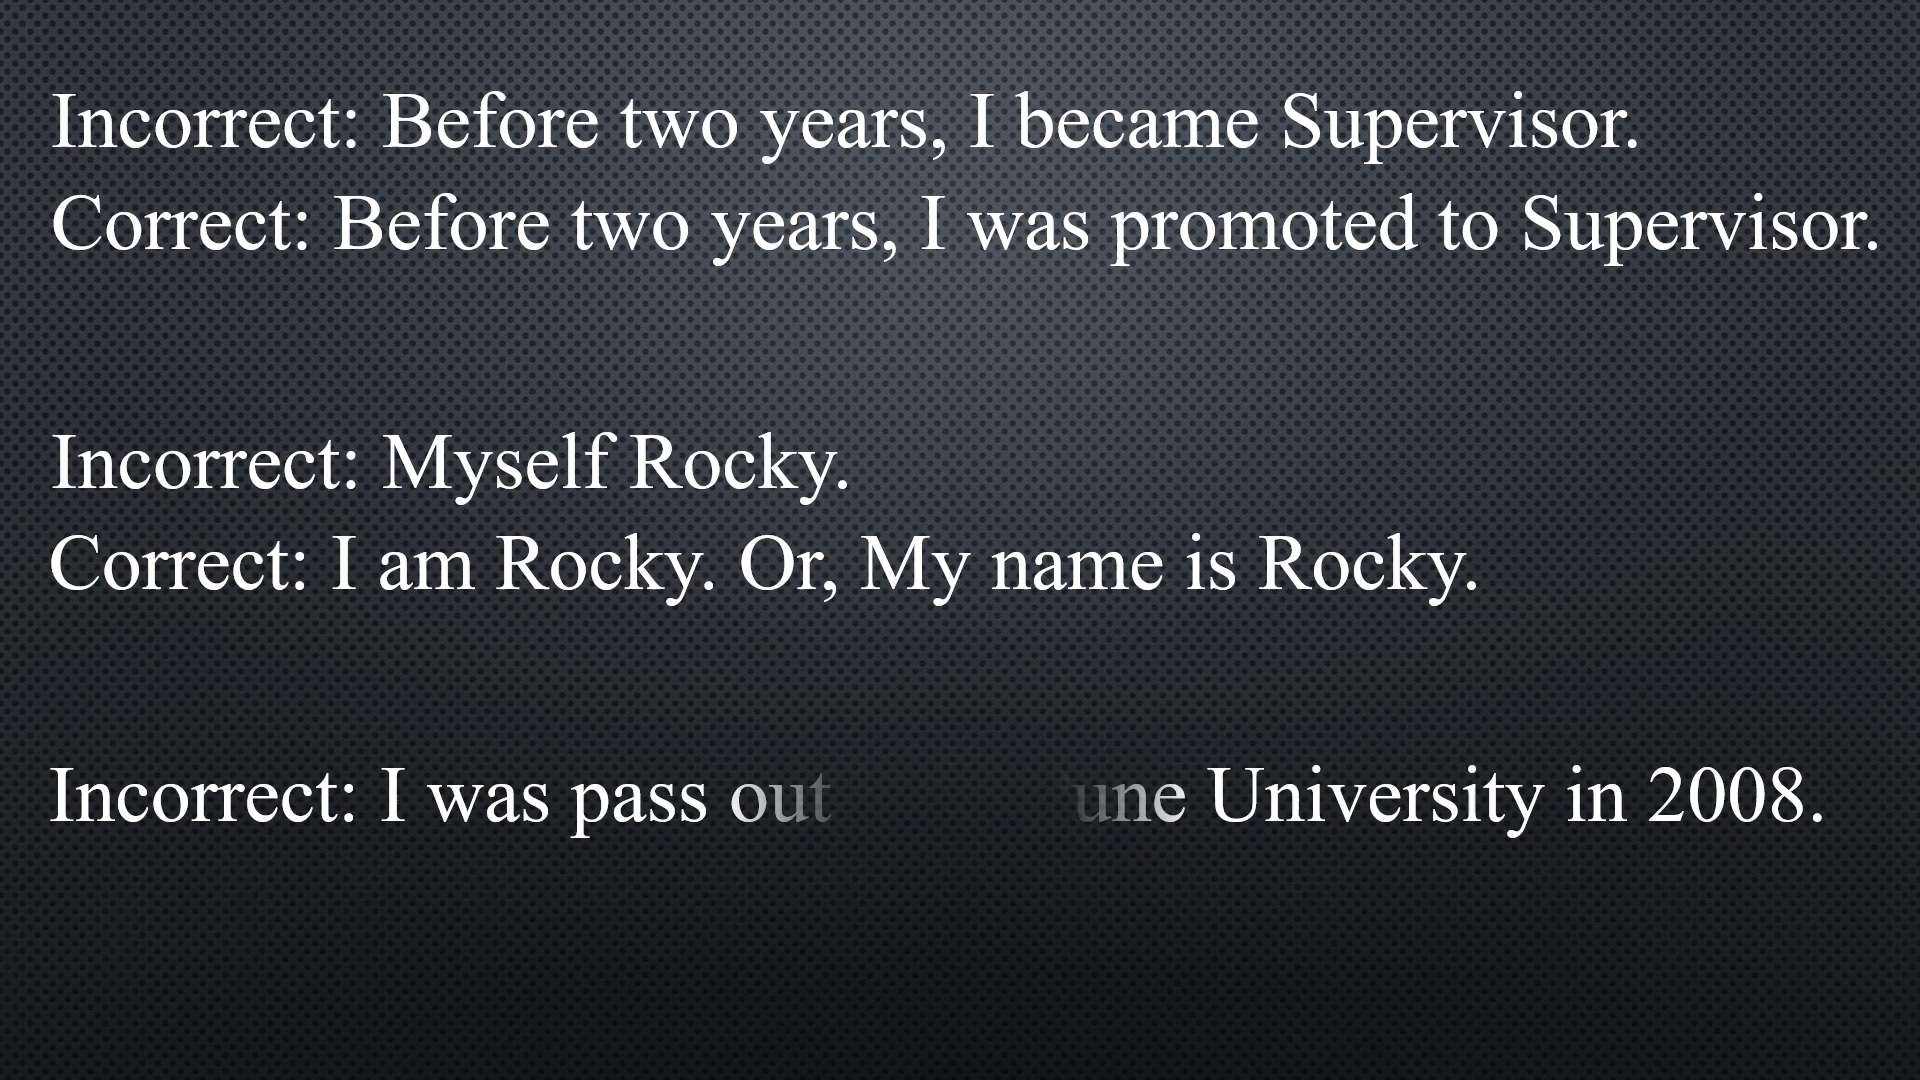 Incorrect: Before two years, I became Supervisor.
Correct: Before two years, I was promoted to Supervisor.
Incorrect: Myself Rocky.
Correct: I am Rocky. Or, My name is Rocky.
Incorrect: I was pass out University in 2008.